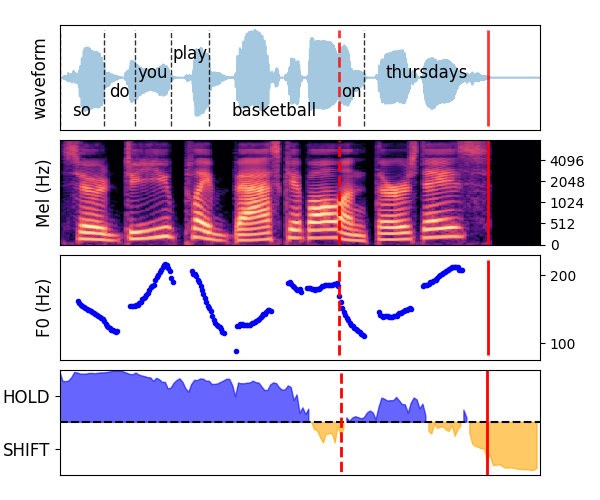 waveform
so
do
you
play
basketball
on
thursdays
Mel (Hz)
4096
2048
1024
512
0
F0 (Hz)
200
100
HOLD
SHIFT